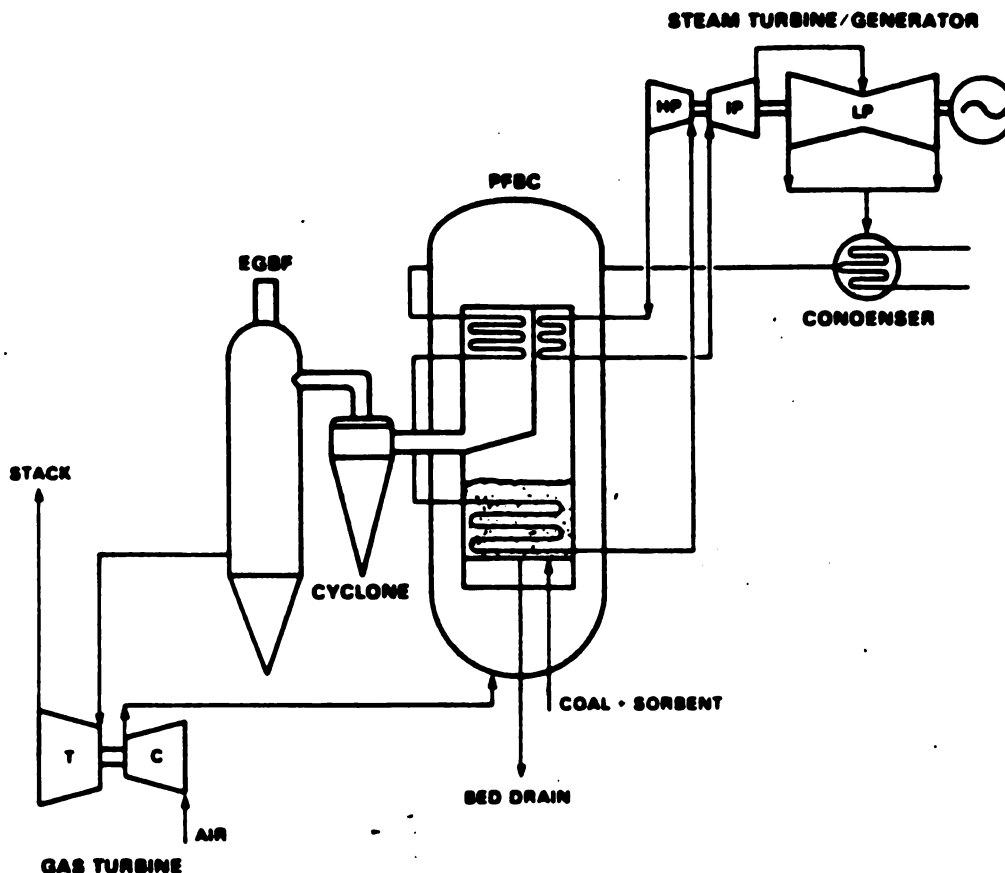 STEAM TURBINE/GENERATOR
HP
IP
LP
PFBC
EGBF
CONDENSER
STACK
CYCLONE
COAL + SORBENT
T
C
BED DRAIN
AIR
GAS TURBINE